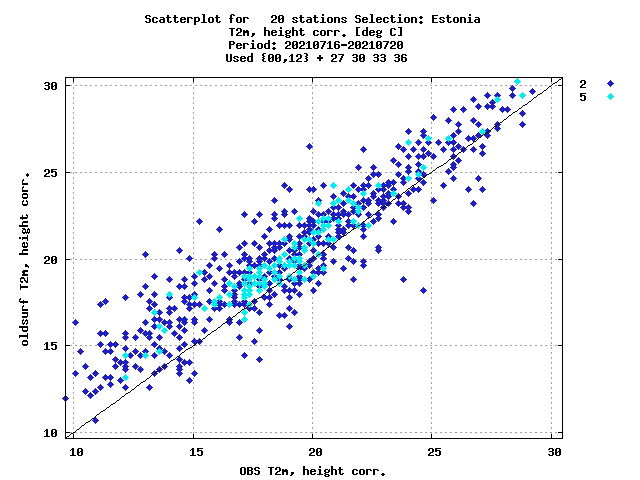 Scatterplot for 20 stations Selection: Estonia
T2m, height corr. [deg C]
Period: 20210716-20210720
Used {00,12} + 27 30 33 36
2
5
oldsurf T2m, height corr.
30
25
20
15
10
10 15 20 25 30
OBS T2m, height corr.